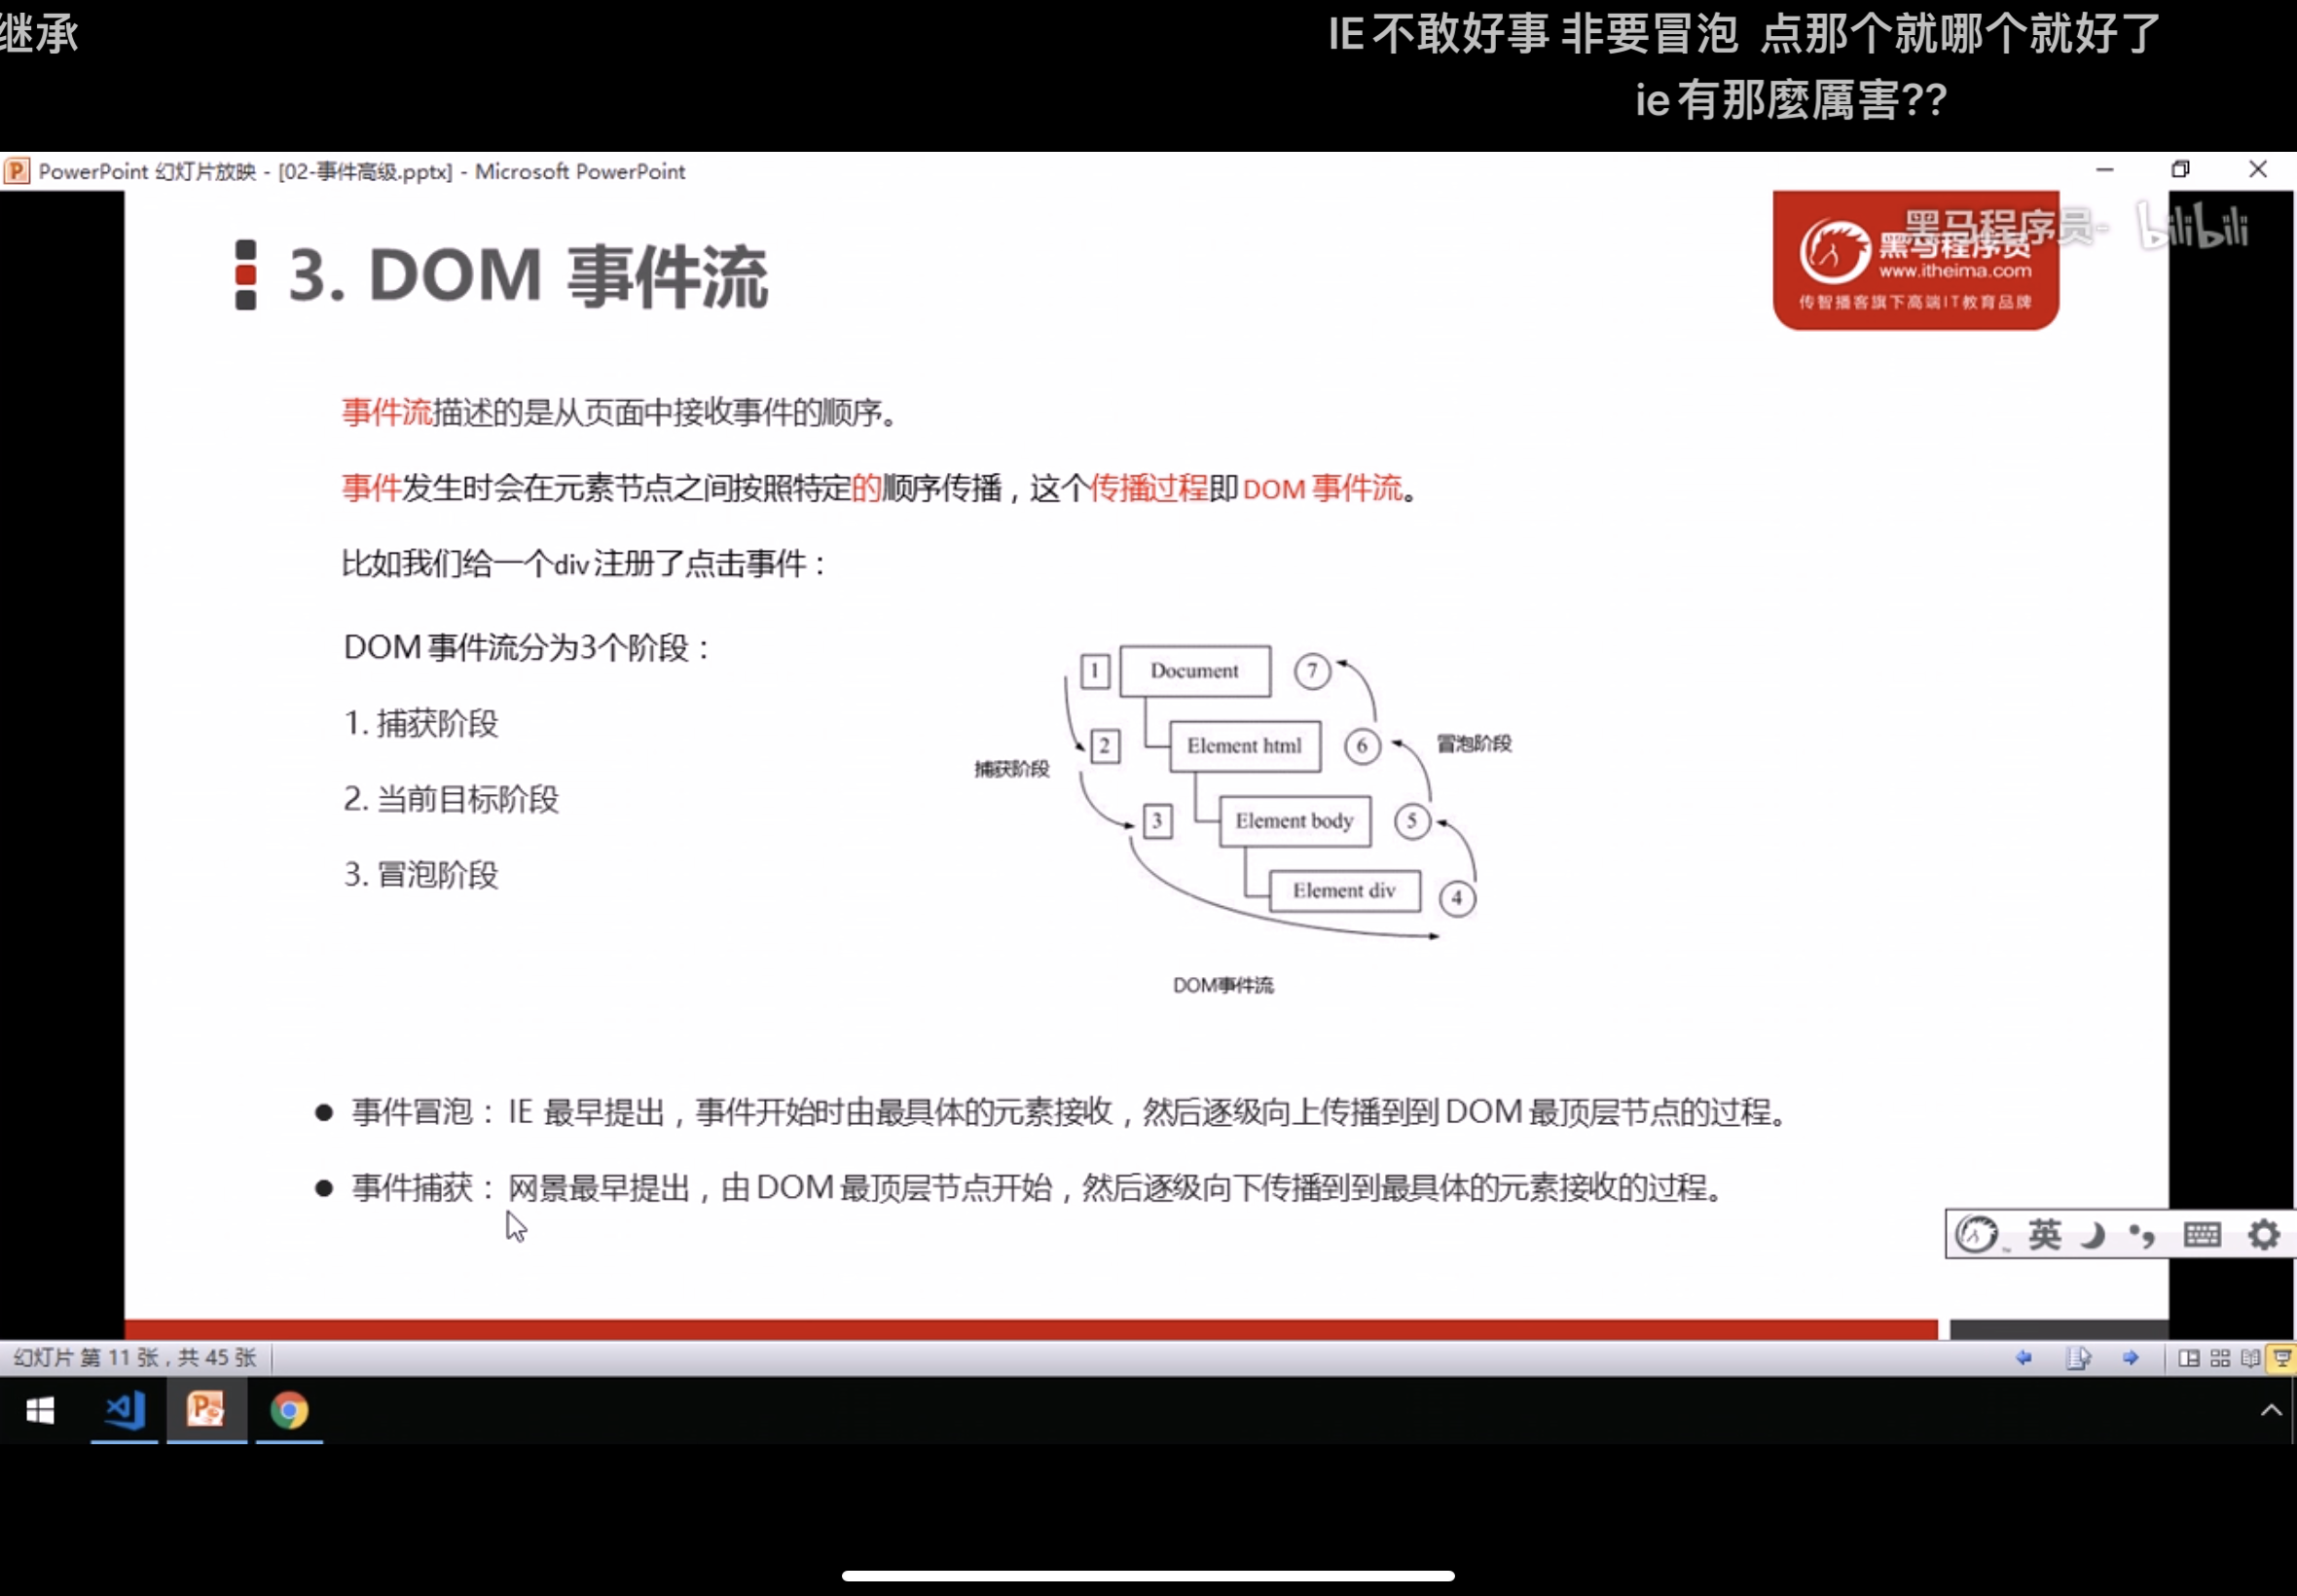 继承
IE不敢好事 非要冒泡 点那个就哪个就好了
ie有那麼厲害??
PowerPoint 幻灯片放映 - [02-事件高级.pptx] - Microsoft PowerPoint
3. DOM 事件流
黑马程序员- bilibili
黑马程序员
www.itheima.com
传智播客旗下高端IT教育品牌
事件流描述的是从页面中接收事件的顺序。
事件发生时会在元素节点之间按照特定的顺序传播，这个传播过程即DOM 事件流。
比如我们给一个div 注册了点击事件：
DOM 事件流分为3个阶段：
1. 捕获阶段
2. 当前目标阶段
3. 冒泡阶段
1 Document 7
2 Element html 6
冒泡阶段
捕获阶段
3 Element body 5
Element div 4
DOM事件流
● 事件冒泡： IE 最早提出，事件开始时由最具体的元素接收，然后逐级向上传播到到 DOM 最顶层节点的过程。
● 事件捕获： 网景最早提出，由 DOM 最顶层节点开始，然后逐级向下传播到到最具体的元素接收的过程。
英
幻灯片 第 11 张，共 45 张